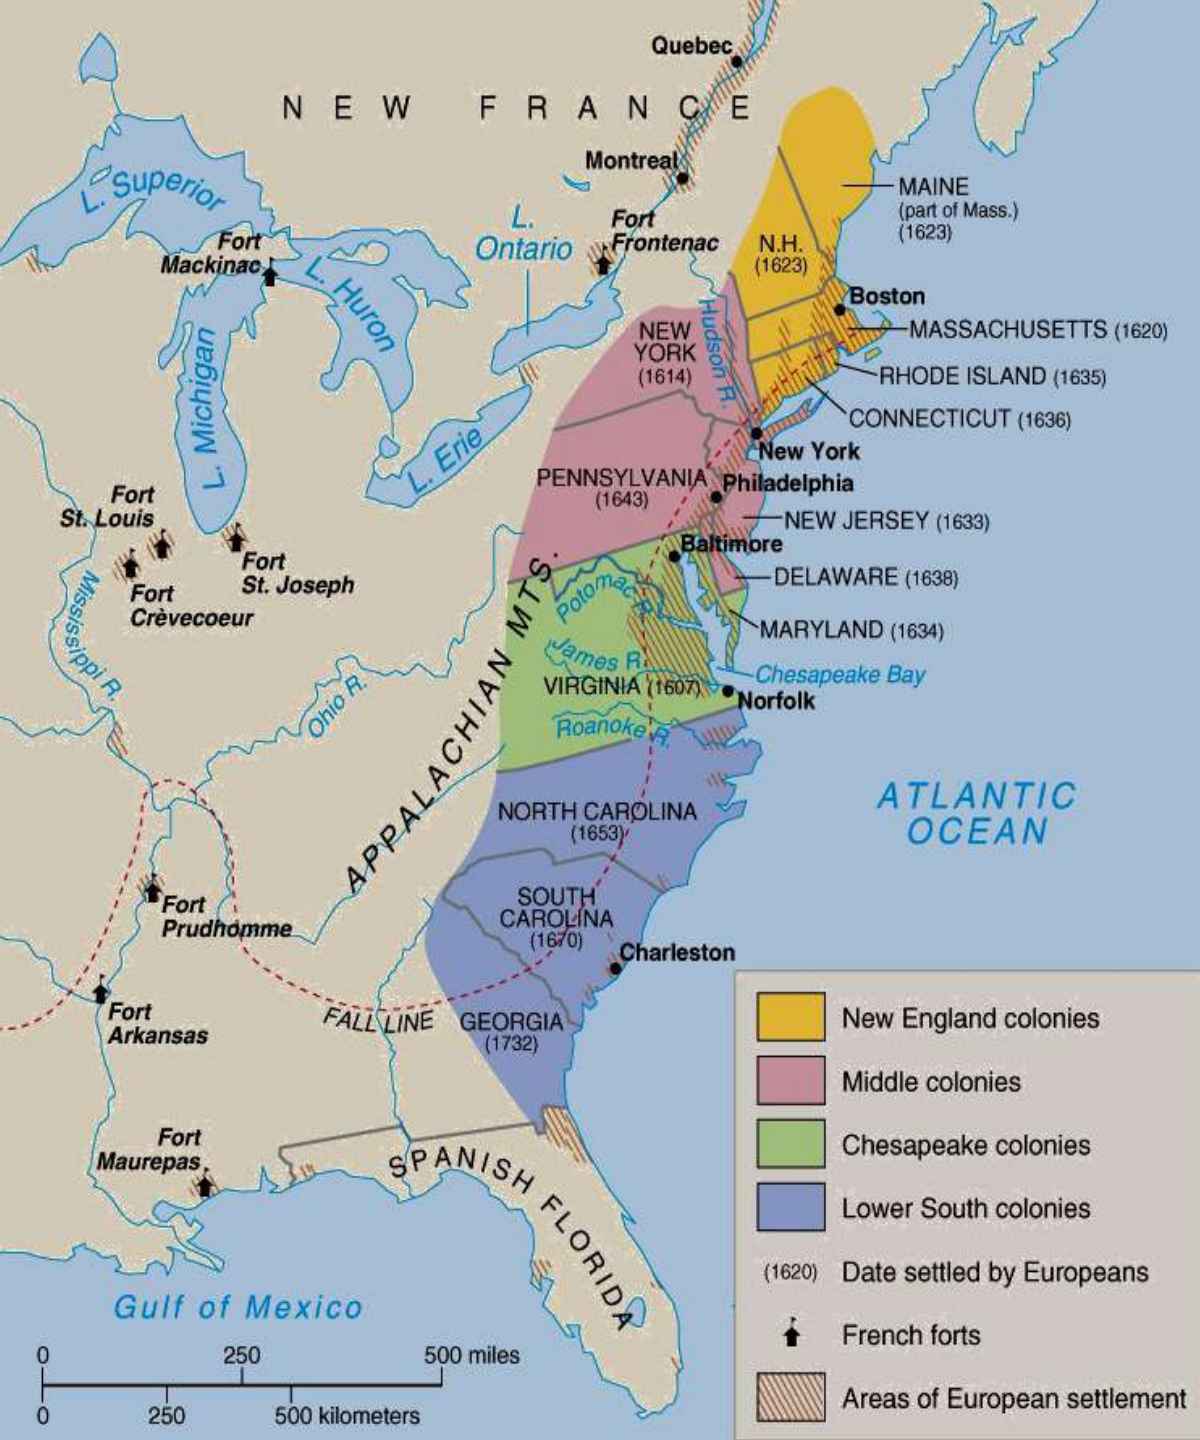 Quebec
NEW FRANCE
Montreal
L. Superior
MAINE
(part of Mass.)
(1623)
L.
Ontario
Fort
Frontenac
Fort
Mackinac
L. Huron
N.H.
(1623)
Boston
MASSACHUSETTS (1620)
Hudson R.
NEW
YORK
(1614)
L. Michigan
RHODE ISLAND (1635)
CONNECTICUT (1636)
L. Erie
New York
PENNSYLVANIA
(1643)
Philadelphia
Fort
St. Louis
NEW JERSEY (1633)
Baltimore
Fort
St. Joseph
DELAWARE (1638)
Fort
Crèvecoeur
Mississippi R.
Potomac R.
MARYLAND (1634)
James R.
Chesapeake Bay
VIRGINIA (1607)
Norfolk
Ohio R.
Roanoke R.
APPALACHIAN MTS.
ATLANTIC
OCEAN
NORTH CAROLINA
(1653)
SOUTH
CAROLINA
(1670)
Fort
Prudhomme
Charleston
Fort
Arkansas
FALL LINE
GEORGIA
(1732)
Fort
Maurepas
SPANISH FLORIDA
Gulf of Mexico
0 250 500 miles
0 250 500 kilometers
New England colonies
Middle colonies
Chesapeake colonies
Lower South colonies
(1620) Date settled by Europeans
French forts
Areas of European settlement